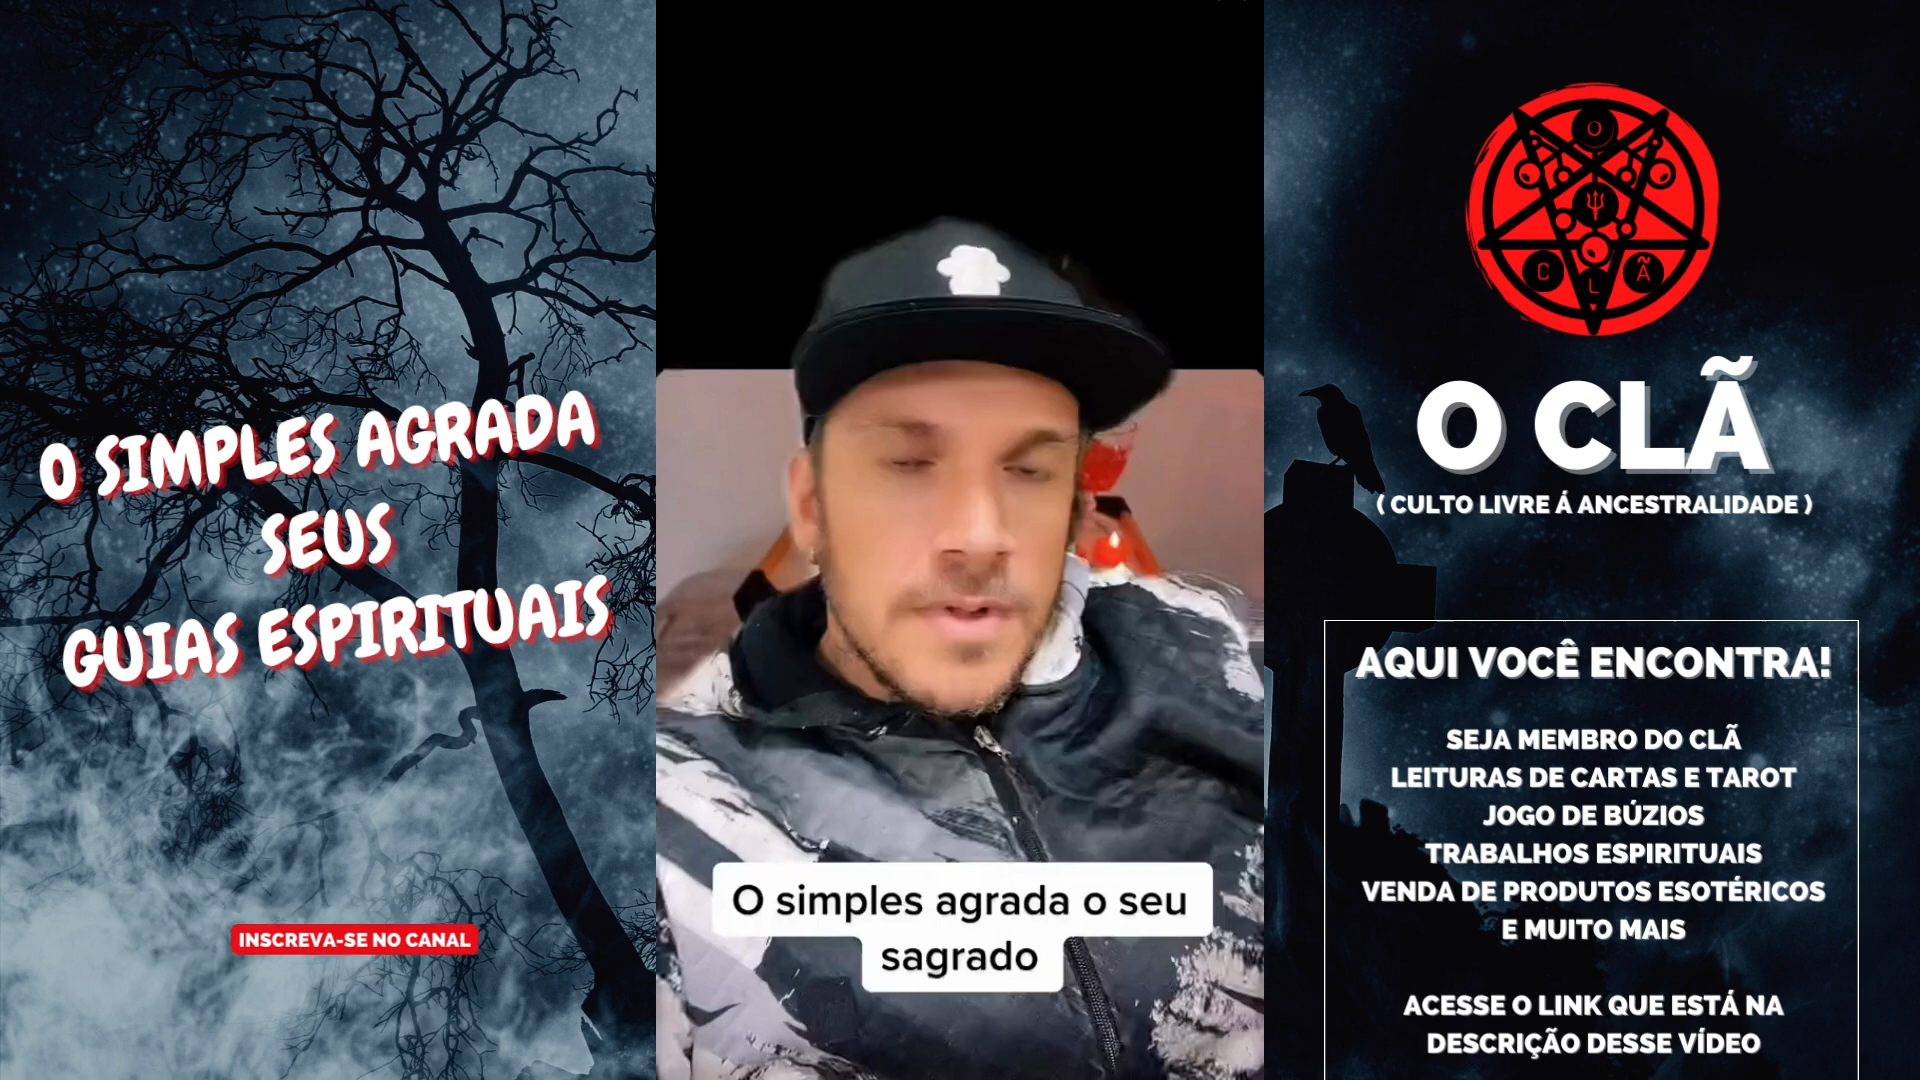 O SIMPLES AGRADA
SEUS
GUIAS ESPIRITUAIS
INSCREVA-SE NO CANAL
O simples agrada o seu
sagrado
O
C
L
Ã
O CLÃ
( CULTO LIVRE Á ANCESTRALIDADE )
AQUI VOCÊ ENCONTRA!
SEJA MEMBRO DO CLÃ
LEITURAS DE CARTAS E TAROT
JOGO DE BÚZIOS
TRABALHOS ESPIRITUAIS
VENDA DE PRODUTOS ESOTÉRICOS
E MUITO MAIS
ACESSE O LINK QUE ESTÁ NA
DESCRIÇÃO DESSE VÍDEO